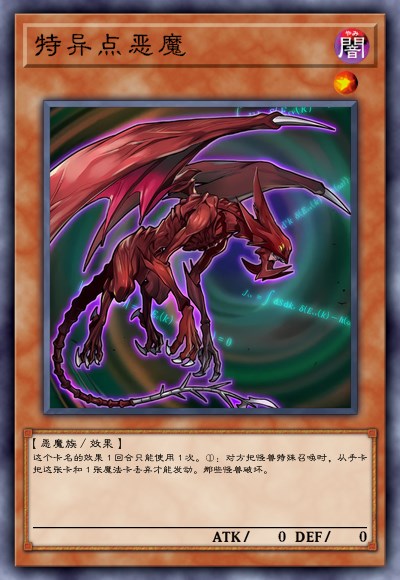 特异点恶魔
やみ
闇
【恶魔族／效果】
这个卡名的效果１回合只能使用１次。①：对方把怪兽特殊召唤时，从手卡
把这张卡和１张魔法卡丢弃才能发动。那些怪兽破坏。
ATK/ 0 DEF/ 0